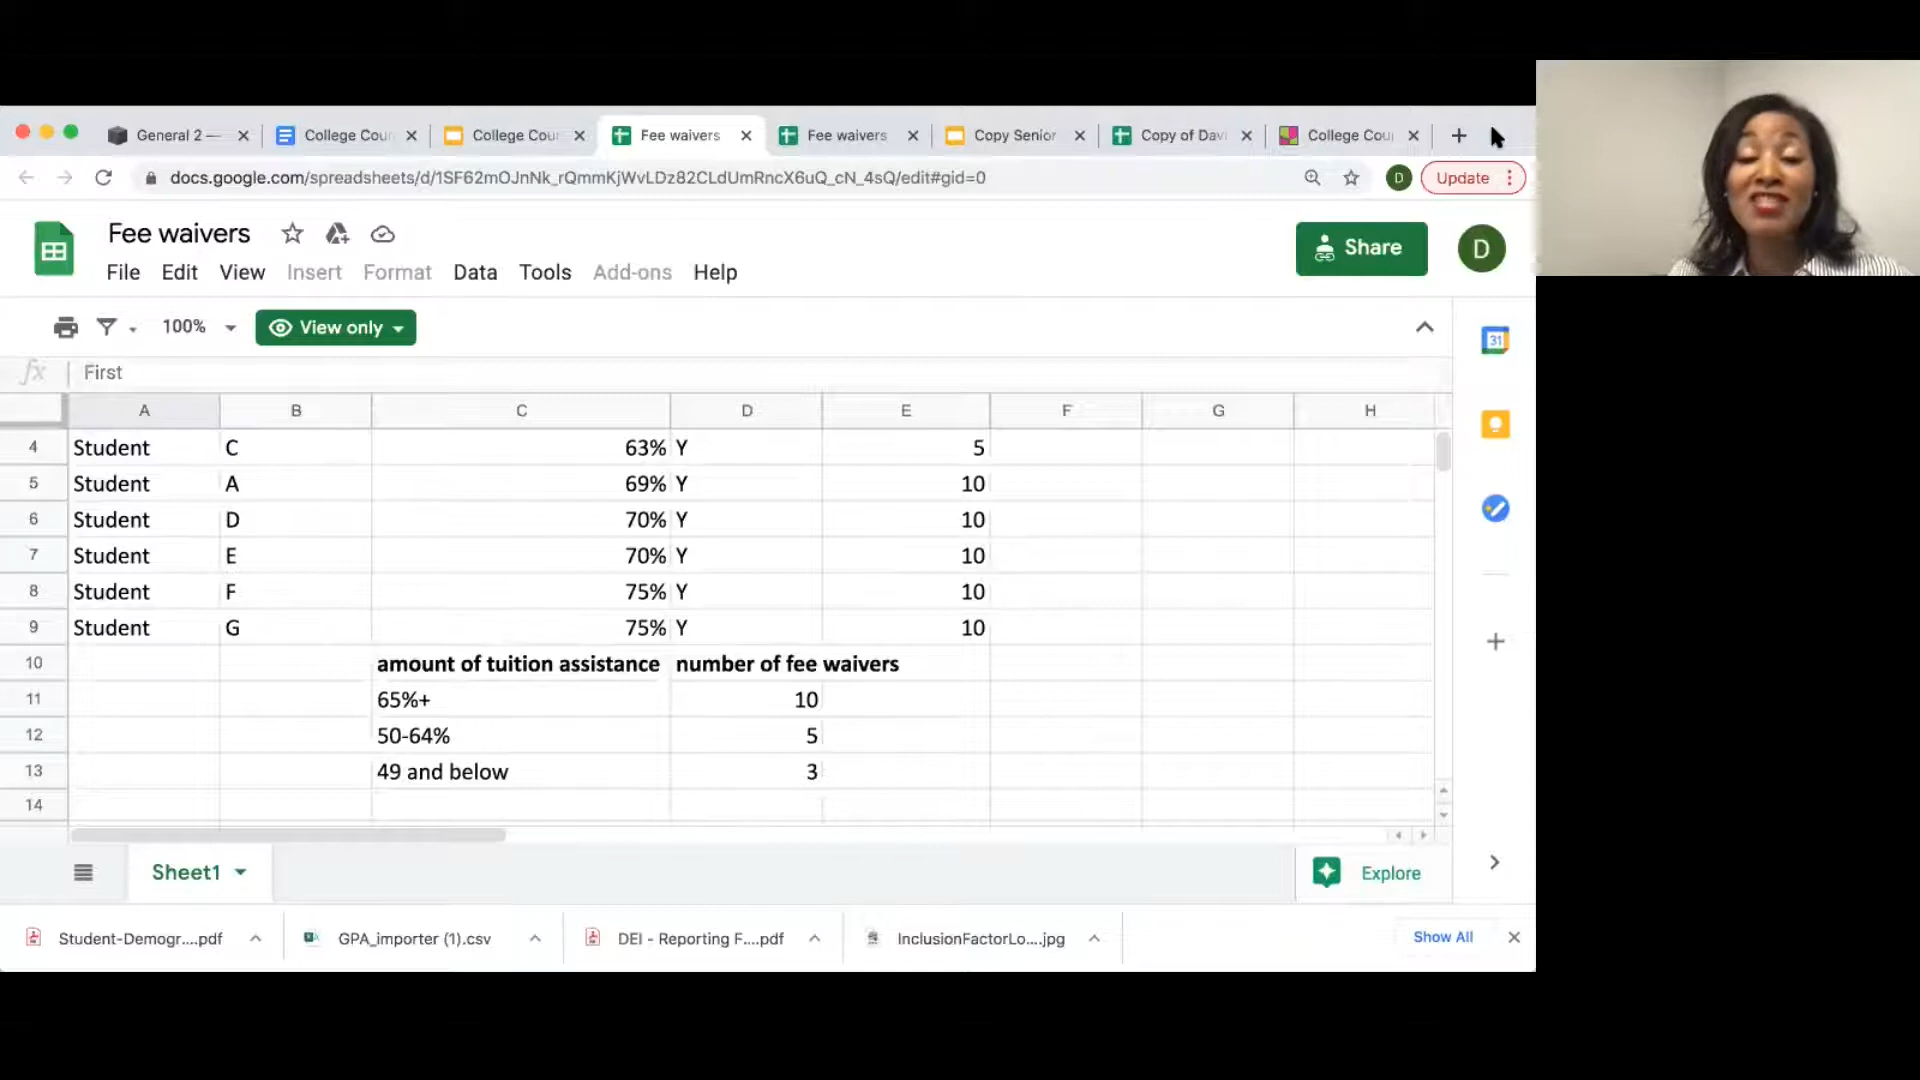 General 2 —
College Cour
College Cour
Fee waivers
Fee waivers
Copy Senior
Copy of Davi
College Cour
docs.google.com/spreadsheets/d/1SF62mOJnNk_rQmmKjWvLDz82CLdUmRncX6uQ_cN_4sQ/edit#gid=0
D
Update
Fee waivers
File Edit View Insert Format Data Tools Add-ons Help
Share
D
100%
View only
31
fx First
A B C D E F G H
4 Student C 63% Y 5
5 Student A 69% Y 10
6 Student D 70% Y 10
7 Student E 70% Y 10
8 Student F 75% Y 10
9 Student G 75% Y 10
10 amount of tuition assistance number of fee waivers
11 65%+ 10
12 50-64% 5
13 49 and below 3
14
Sheet1
Explore
Student-Demogr....pdf
GPA_importer (1).csv
DEI - Reporting F....pdf
InclusionFactorLo....jpg
Show All